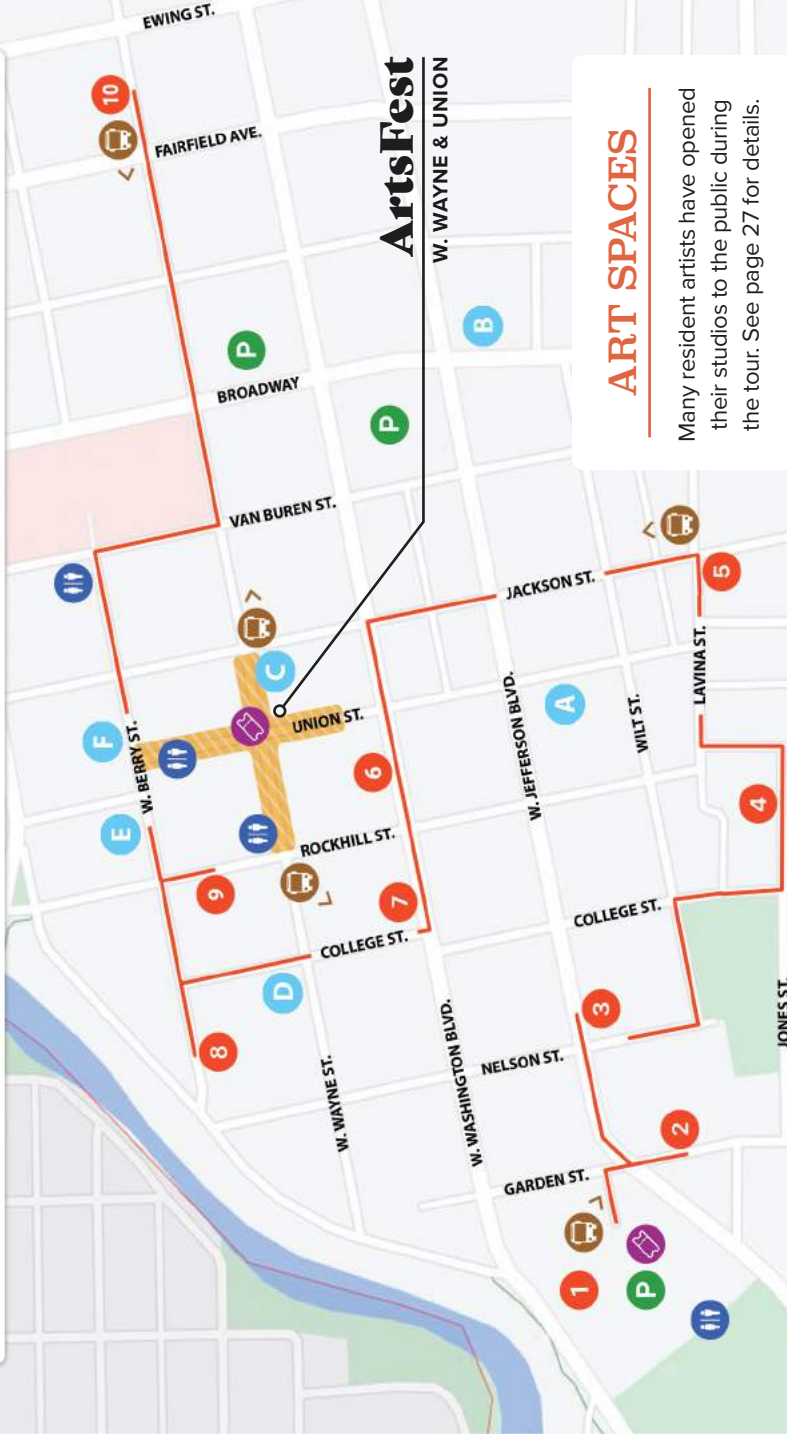 EWING ST.
10
FAIRFIELD AVE.
ArtsFest
W. WAYNE & UNION
P
BROADWAY
B
P
VAN BUREN ST.
ART SPACES
Many resident artists have opened
their studios to the public during
the tour. See page 27 for details.
F
W. BERRY ST.
C
UNION ST.
E
6
ROCKHILL ST.
9
7
JACKSON ST.
5
LAVINA ST.
A
W. JEFFERSON BLVD.
WILT ST.
4
COLLEGE ST.
D
COLLEGE ST.
8
W. WAYNE ST.
W. WASHINGTON BLVD.
NELSON ST.
3
JONES ST.
2
GARDEN ST.
1
P